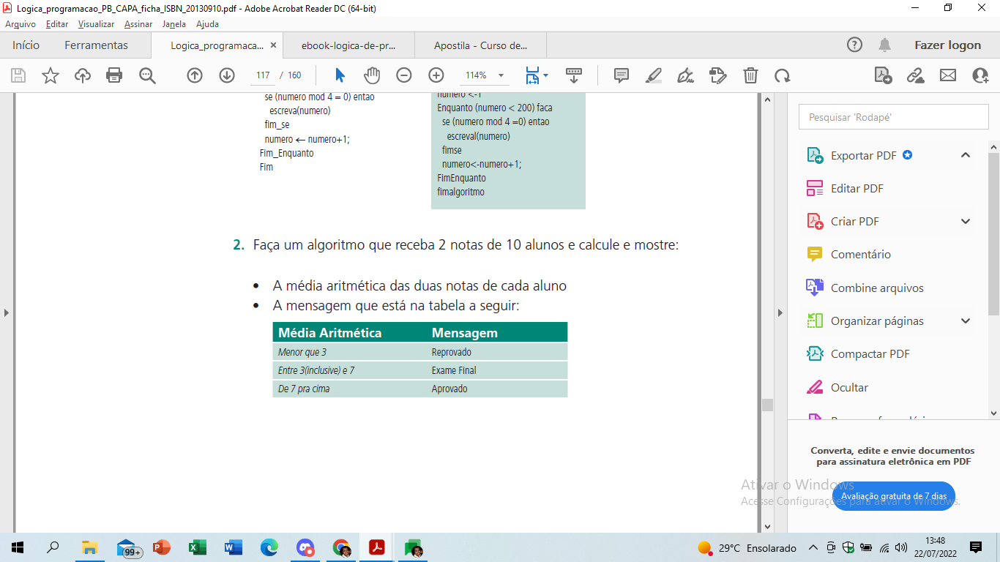 Logica_programacao_PB_CAPA_ficha_ISBN_20130910.pdf - Adobe Acrobat Reader DC (64-bit)
Arquivo Editar Visualizar Assinar Janela Ajuda
Início Ferramentas Logica_programaca... × ebook-logica-de-pr... Apostila - Curso de... Fazer logon
117 / 160 114%
se (numero mod 4 = 0) entao
escreva(numero)
fim_se
numero ← numero+1;
Fim_Enquanto
Fim
numero <-1
Enquanto (numero < 200) faca
se (numero mod 4 =0) entao
escreval(numero)
fimse
numero<-numero+1;
FimEnquanto
fimalgoritmo
2. Faça um algoritmo que receba 2 notas de 10 alunos e calcule e mostre:
• A média aritmética das duas notas de cada aluno
• A mensagem que está na tabela a seguir:
Média Aritmética Mensagem
Menor que 3 Reprovado
Entre 3(inclusive) e 7 Exame Final
De 7 pra cima Aprovado
Pesquisar 'Rodapé'
Exportar PDF
Editar PDF
Criar PDF
Comentário
Combine arquivos
Organizar páginas
Compactar PDF
Ocultar
Converta, edite e envie documentos
para assinatura eletrônica em PDF
Avaliação gratuita de 7 dias
Ativar o Windows
Acesse Configurações para ativar o Windows.
99+
29°C Ensolarado
13:48
22/07/2022